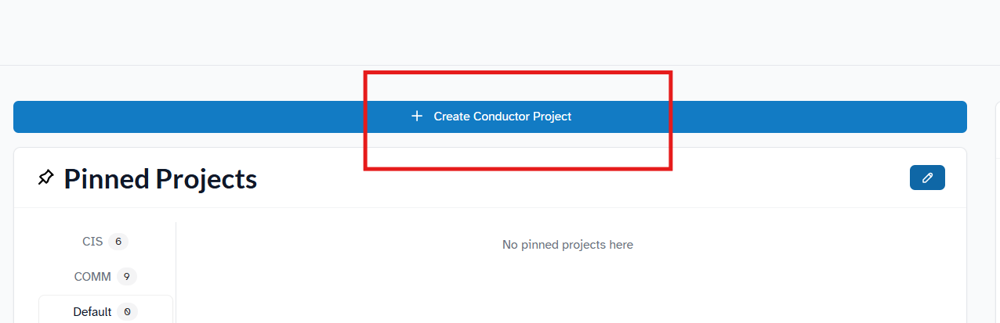 Create Conductor Project
Pinned Projects
CIS 6
No pinned projects here
COMM 9
Default 0